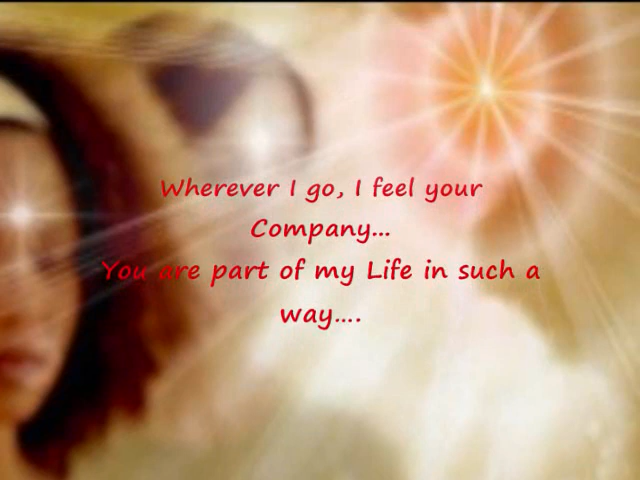 Wherever I go, I feel your
Company...
You are part of my Life in such a
way....